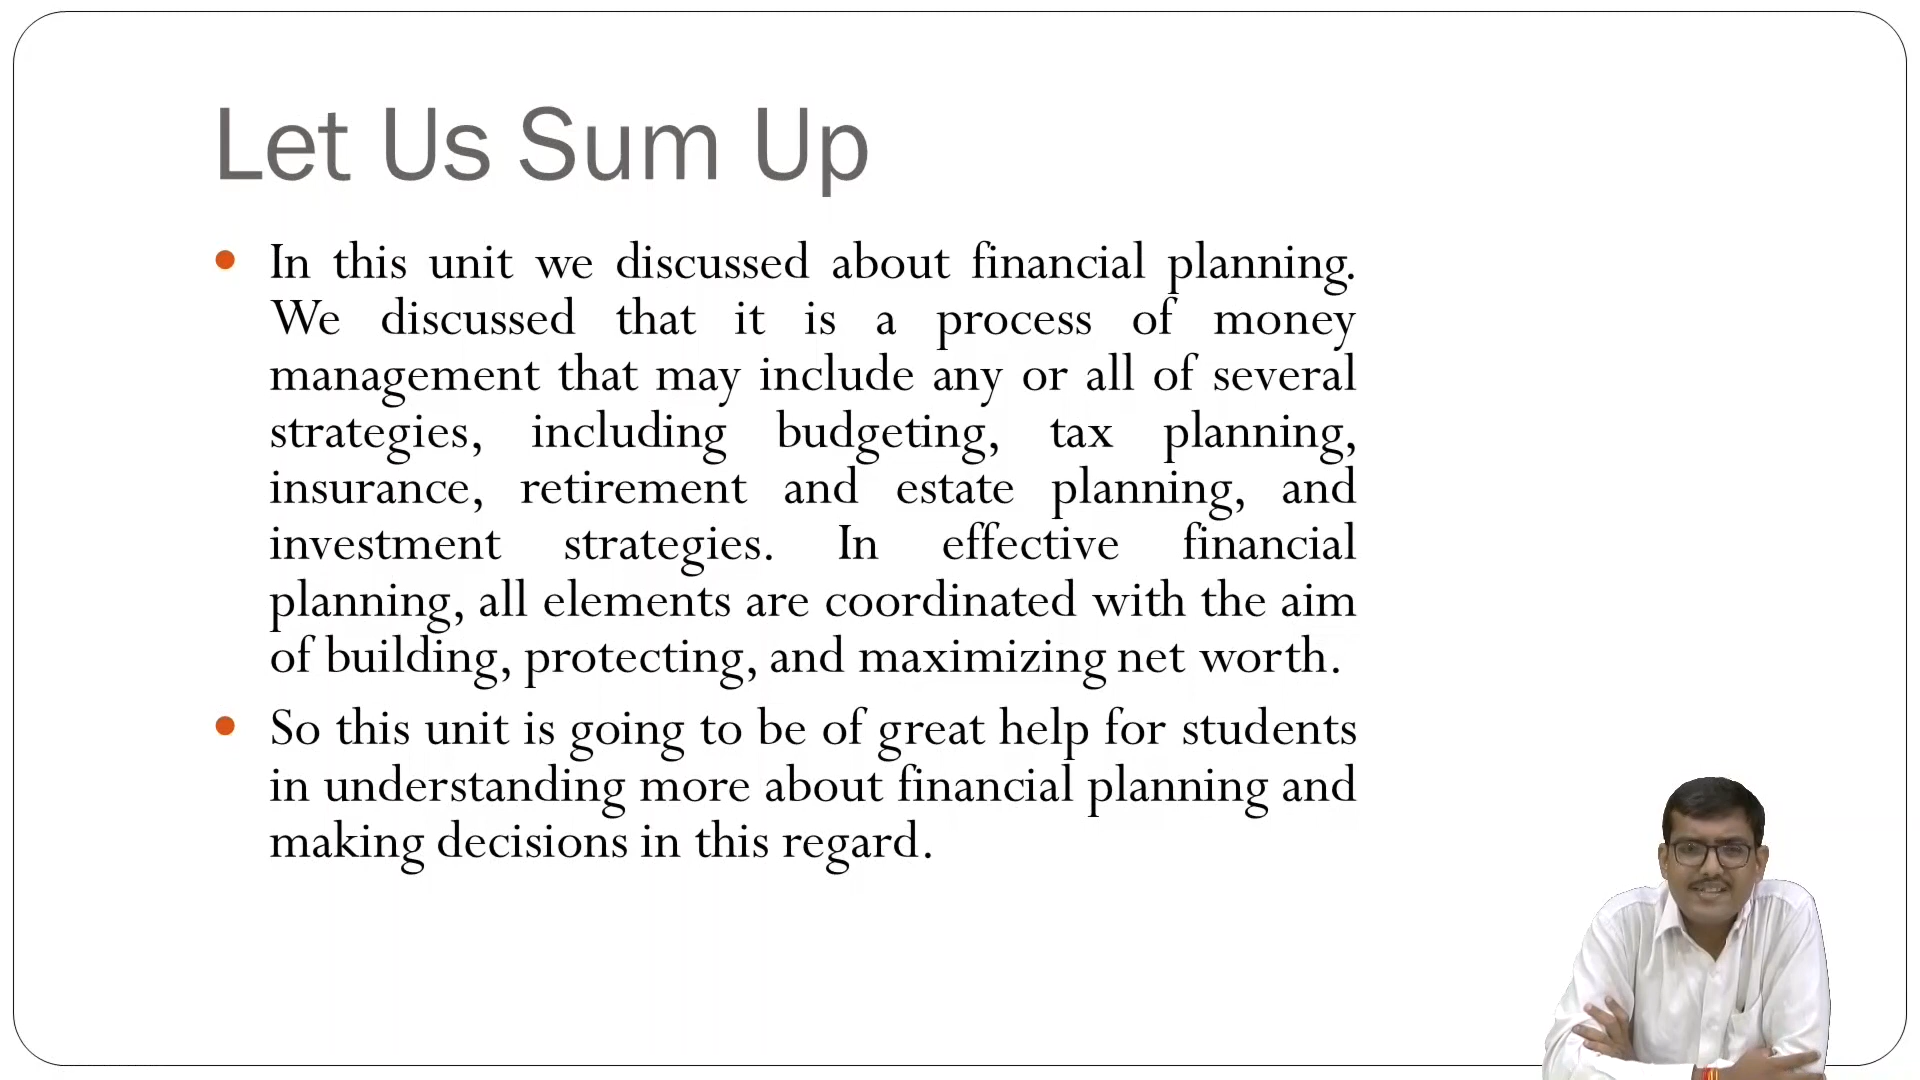 Let Us Sum Up
In this unit we discussed about financial planning.
We discussed that it is a process of money
management that may include any or all of several
strategies, including budgeting, tax planning,
insurance, retirement and estate planning, and
investment strategies. In effective financial
planning, all elements are coordinated with the aim
of building, protecting, and maximizing net worth.
So this unit is going to be of great help for students
in understanding more about financial planning and
making decisions in this regard.